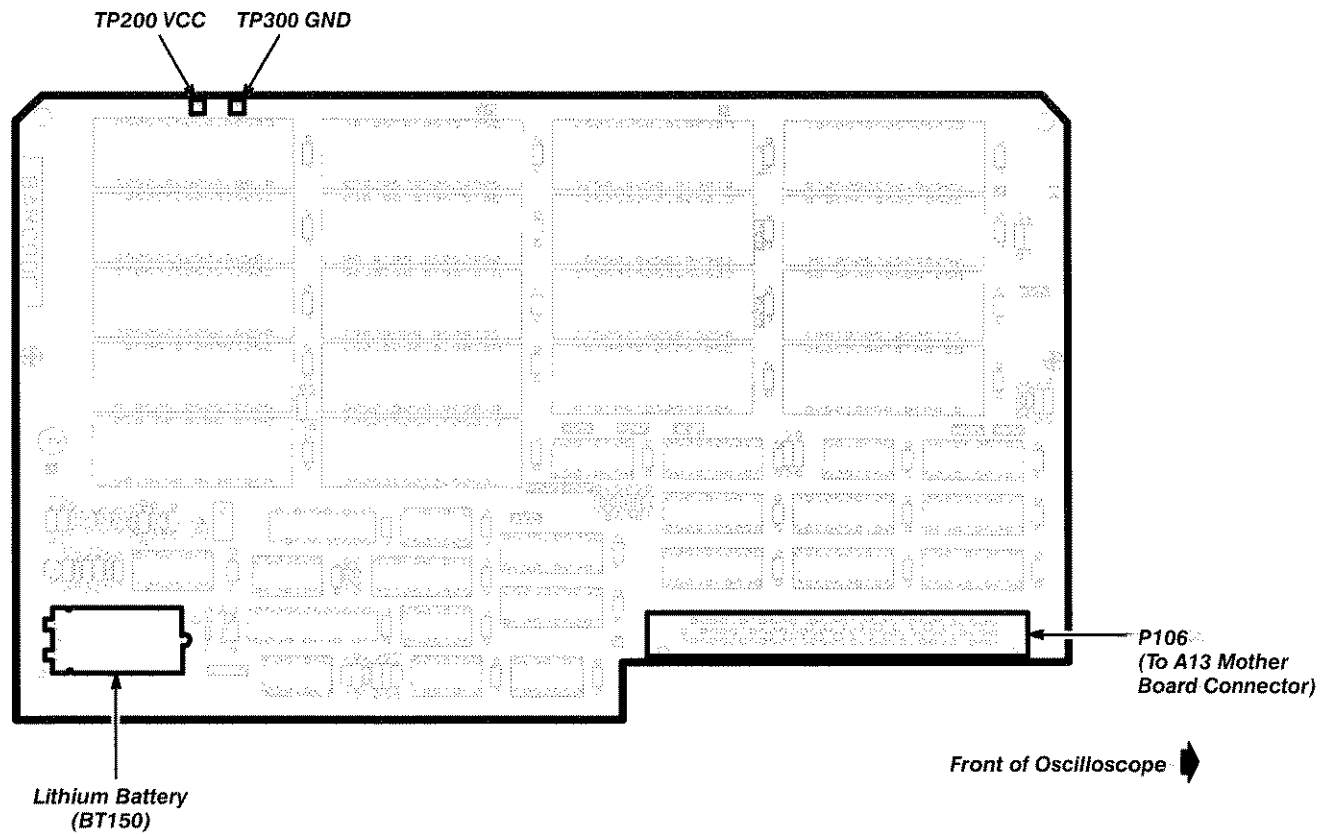 TP200 VCC
TP300 GND
P106
(To A13 Mother
Board Connector)
Front of Oscilloscope
Lithium Battery
(BT150)